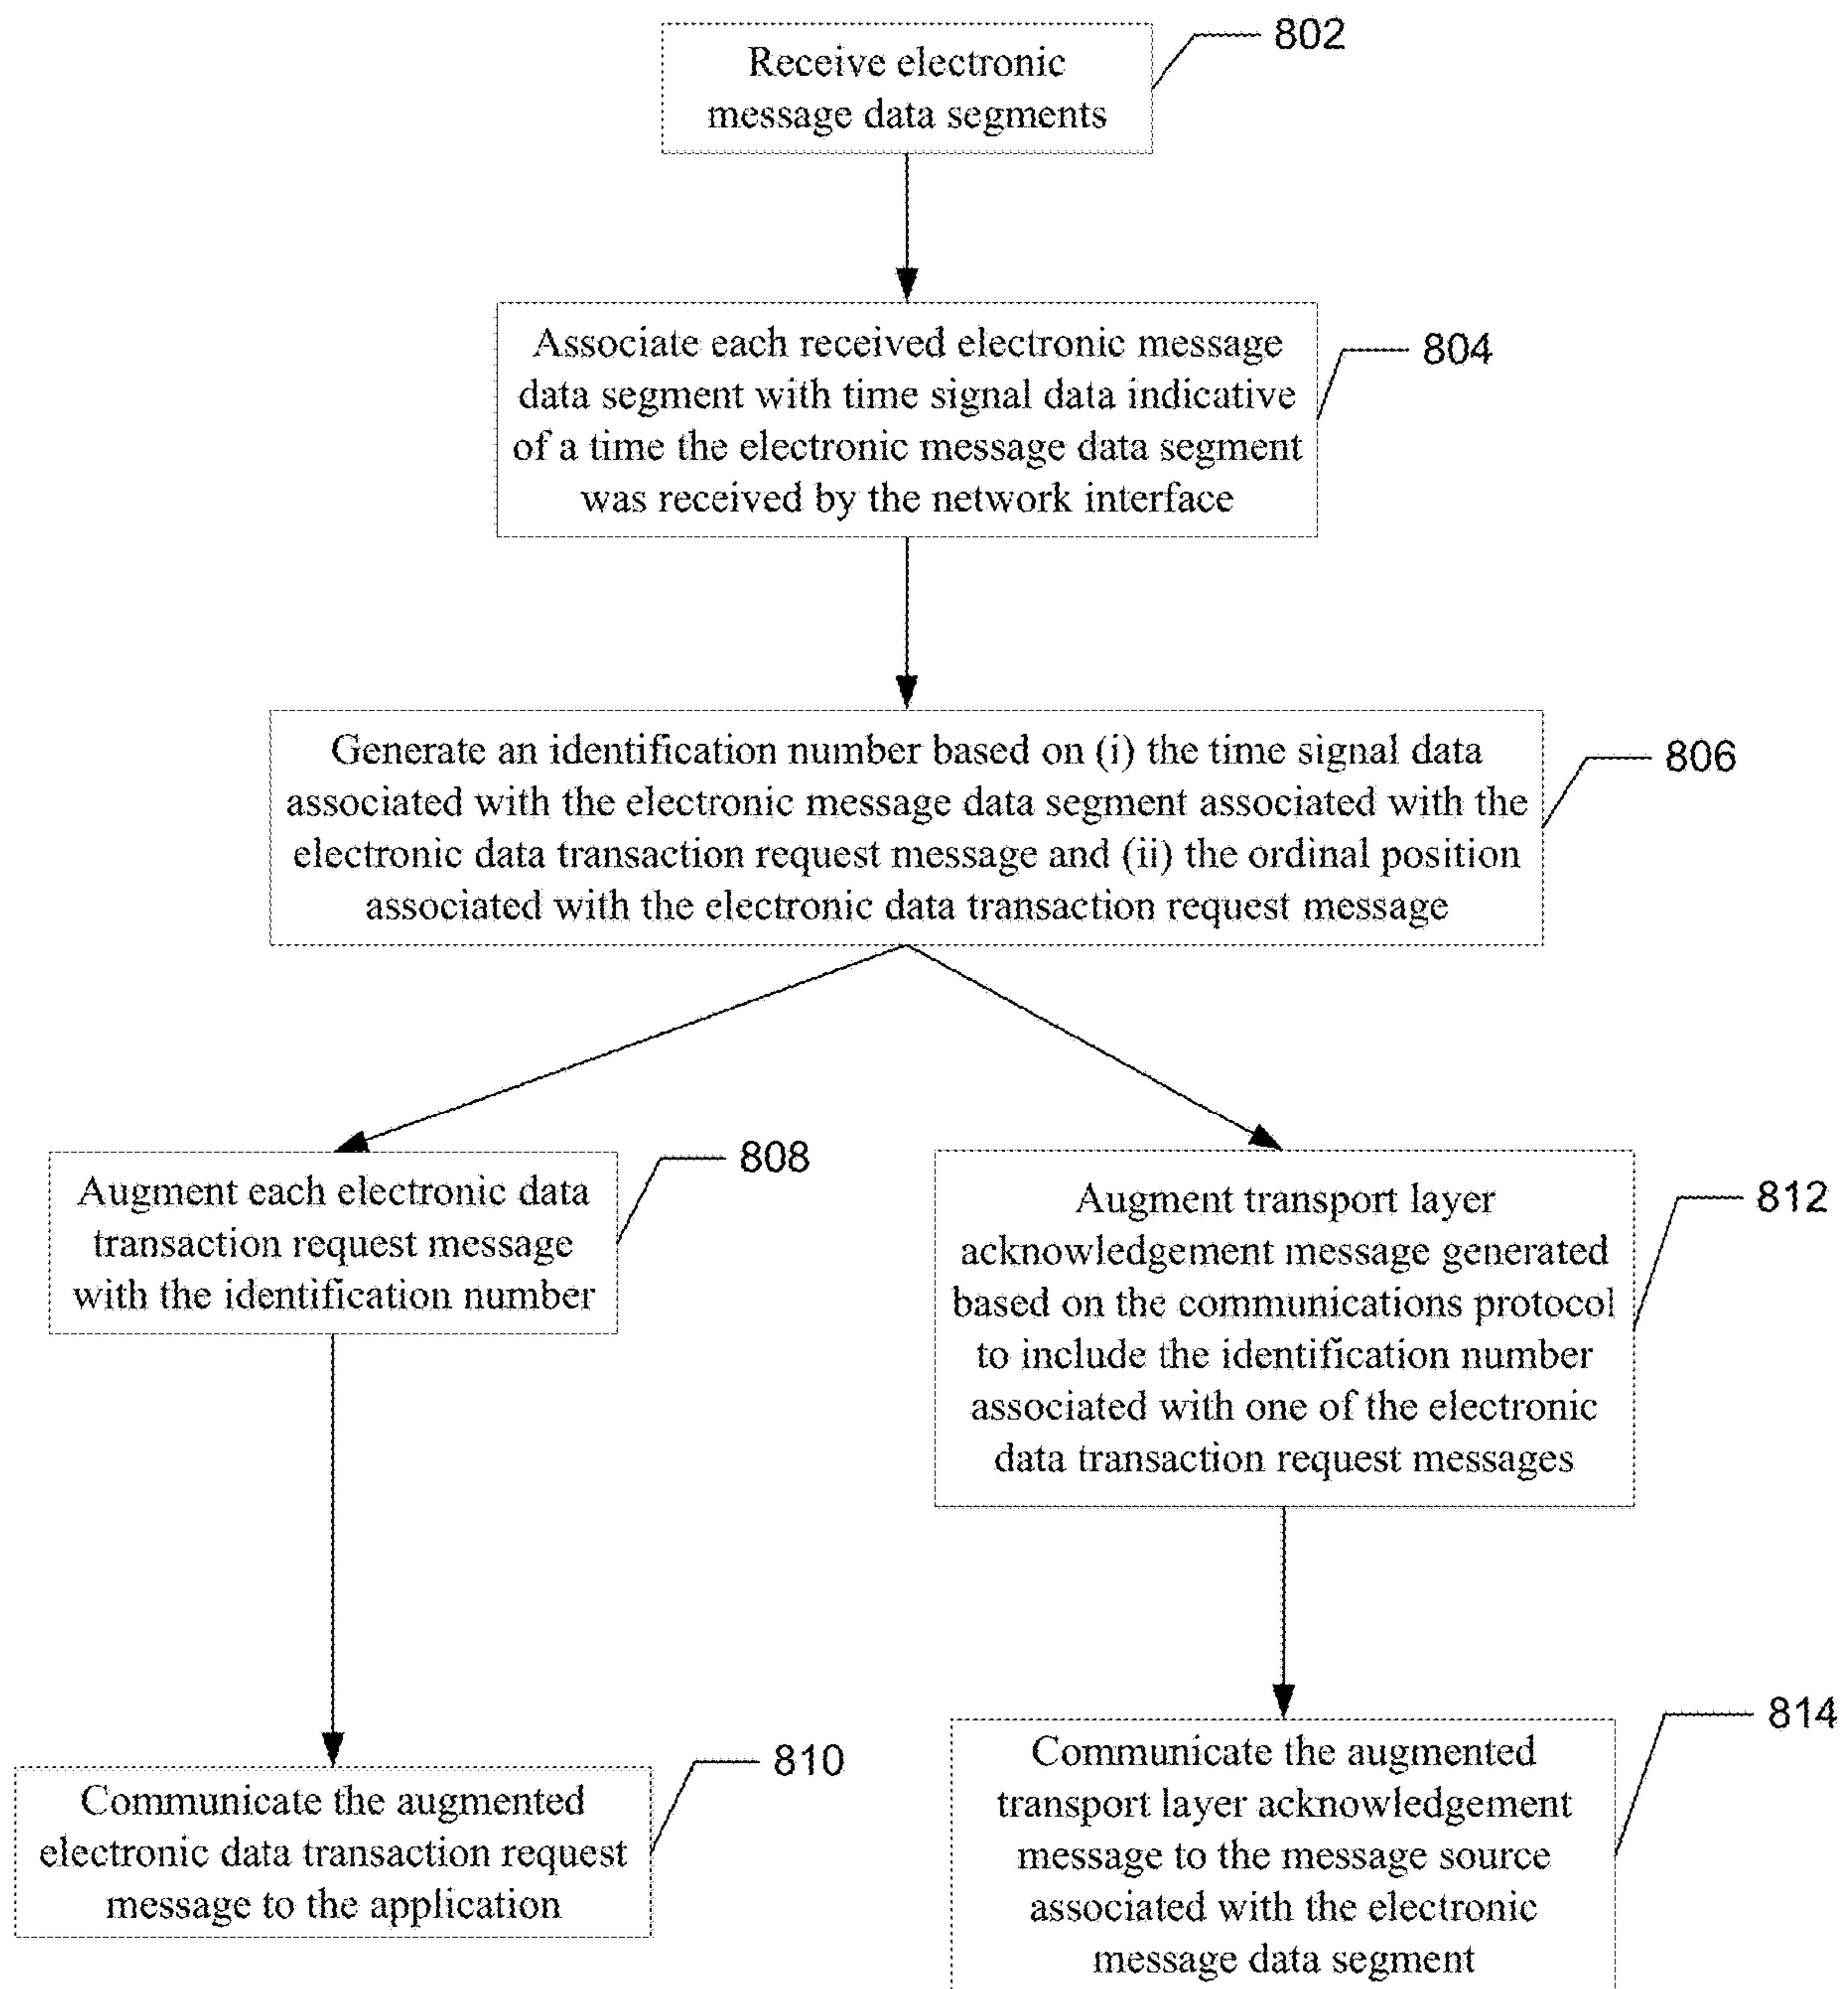 Receive electronic
message data segments
802
Associate each received electronic message
data segment with time signal data indicative
of a time the electronic message data segment
was received by the network interface
804
Generate an identification number based on (i) the time signal data
associated with the electronic message data segment associated with the
electronic data transaction request message and (ii) the ordinal position
associated with the electronic data transaction request message
806
Augment each electronic data
transaction request message
with the identification number
808
Augment transport layer
acknowledgement message generated
based on the communications protocol
to include the identification number
associated with one of the electronic
data transaction request messages
812
Communicate the augmented
electronic data transaction request
message to the application
810
Communicate the augmented
transport layer acknowledgement
message to the message source
associated with the electronic
message data segment
814